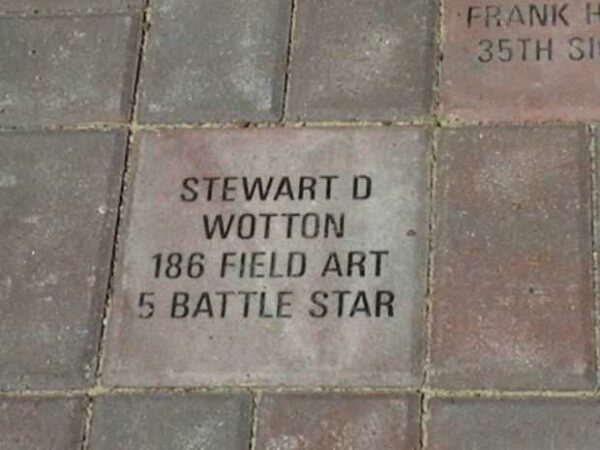 FRANK H
35TH SI
STEWART D
WOTTON
186 FIELD ART
5 BATTLE STAR